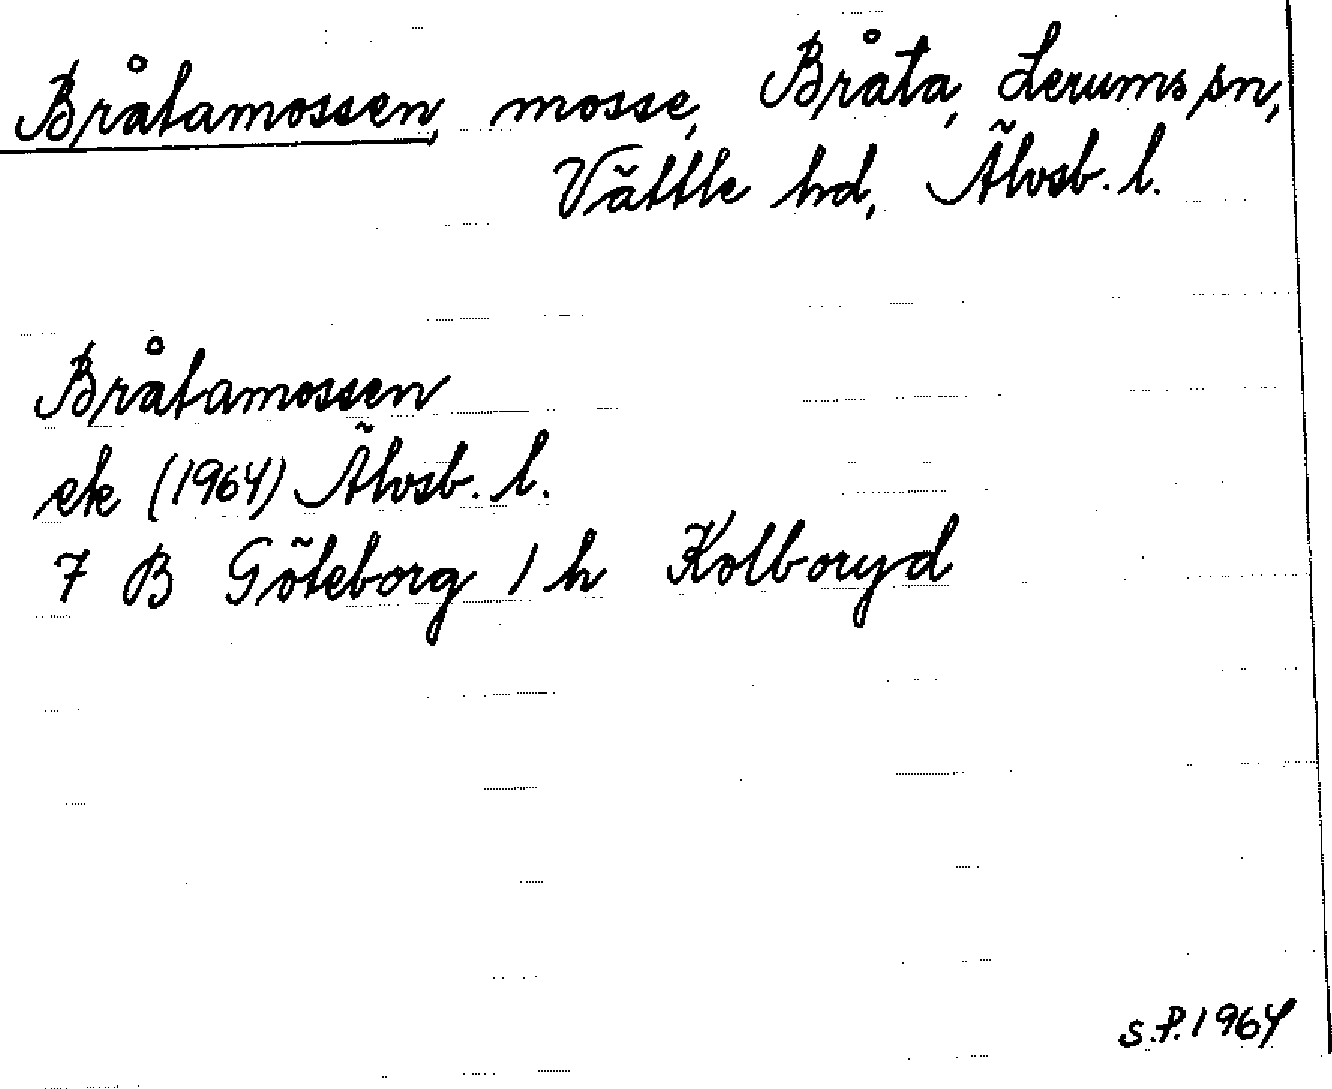 Bråtamossen, mosse, Bråta, Lerums sn,
Vättle hd, Älvsb. l.
Bråtamossen
ek (1964) Älvsb. l.
7 B Göteborg 1 h Kolboryd
S.P. 1964